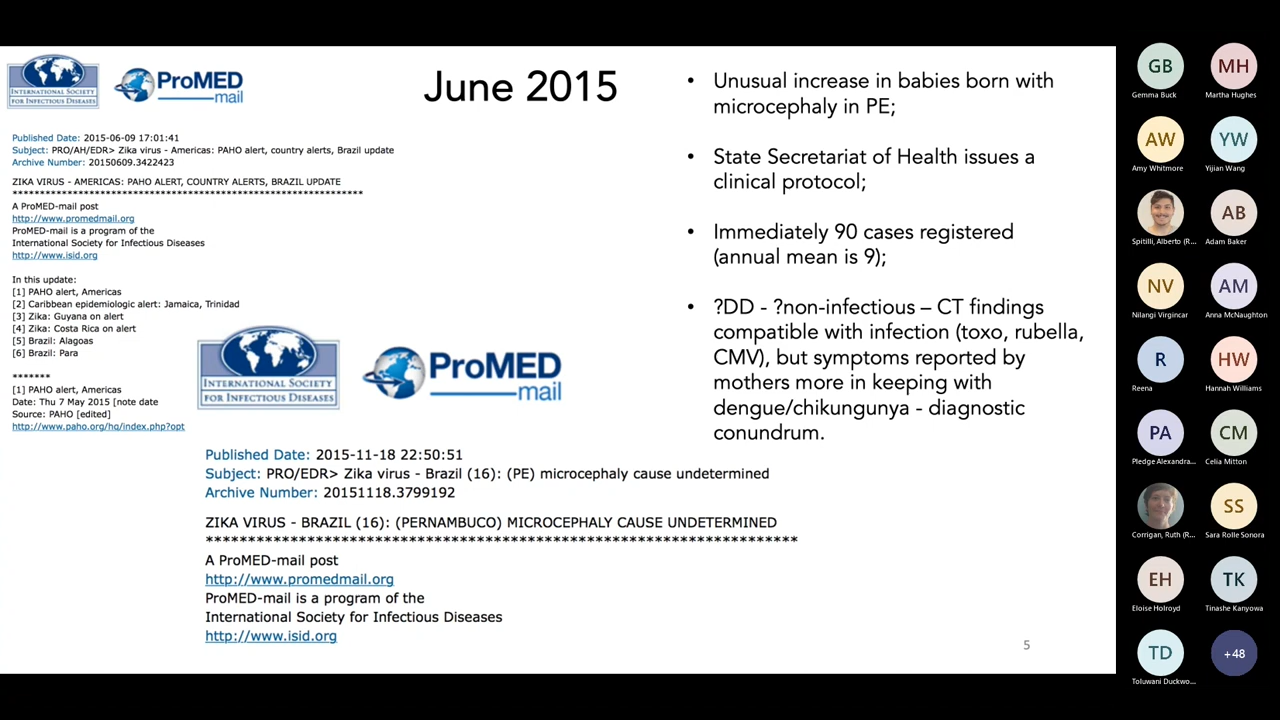 INTERNATIONAL SOCIETY
FOR INFECTIOUS DISEASES
ProMED
mail
June 2015
Published Date: 2015-06-09 17:01:41
Subject: PRO/AH/EDR> Zika virus - Americas: PAHO alert, country alerts, Brazil update
Archive Number: 20150609.3422423
ZIKA VIRUS - AMERICAS: PAHO ALERT, COUNTRY ALERTS, BRAZIL UPDATE
******************************************************************************
A ProMED-mail post
http://www.promedmail.org
ProMED-mail is a program of the
International Society for Infectious Diseases
http://www.isid.org
In this update:
[1] PAHO alert, Americas
[2] Caribbean epidemiologic alert: Jamaica, Trinidad
[3] Zika: Guyana on alert
[4] Zika: Costa Rica on alert
[5] Brazil: Alagoas
[6] Brazil: Para
*******
[1] PAHO alert, Americas
Date: Thu 7 May 2015 [note date
Source: PAHO [edited]
http://www.paho.org/hq/index.php?opt
INTERNATIONAL SOCIETY
FOR INFECTIOUS DISEASES
ProMED
mail
Published Date: 2015-11-18 22:50:51
Subject: PRO/EDR> Zika virus - Brazil (16): (PE) microcephaly cause undetermined
Archive Number: 20151118.3799192
ZIKA VIRUS - BRAZIL (16): (PERNAMBUCO) MICROCEPHALY CAUSE UNDETERMINED
******************************************************************************
A ProMED-mail post
http://www.promedmail.org
ProMED-mail is a program of the
International Society for Infectious Diseases
http://www.isid.org
• Unusual increase in babies born with
microcephaly in PE;
• State Secretariat of Health issues a
clinical protocol;
• Immediately 90 cases registered
(annual mean is 9);
• ?DD - ?non-infectious – CT findings
compatible with infection (toxo, rubella,
CMV), but symptoms reported by
mothers more in keeping with
dengue/chikungunya - diagnostic
conundrum.
5
GB
Gemma Buck
MH
Martha Hughes
AW
Amy Whitmore
YW
Yijian Wang
Spitilli, Alberto (R...
AB
Adam Baker
NV
Nilangi Virgincar
AM
Anna McNaughton
R
Reena
HW
Hannah Williams
PA
Pledge Alexandra...
CM
Celia Mitton
Corrigan, Ruth (R...
SS
Sara Rolle Sonora
EH
Eloise Holroyd
TK
Tinashe Kanyowa
TD
Toluwani Duckwo...
+48